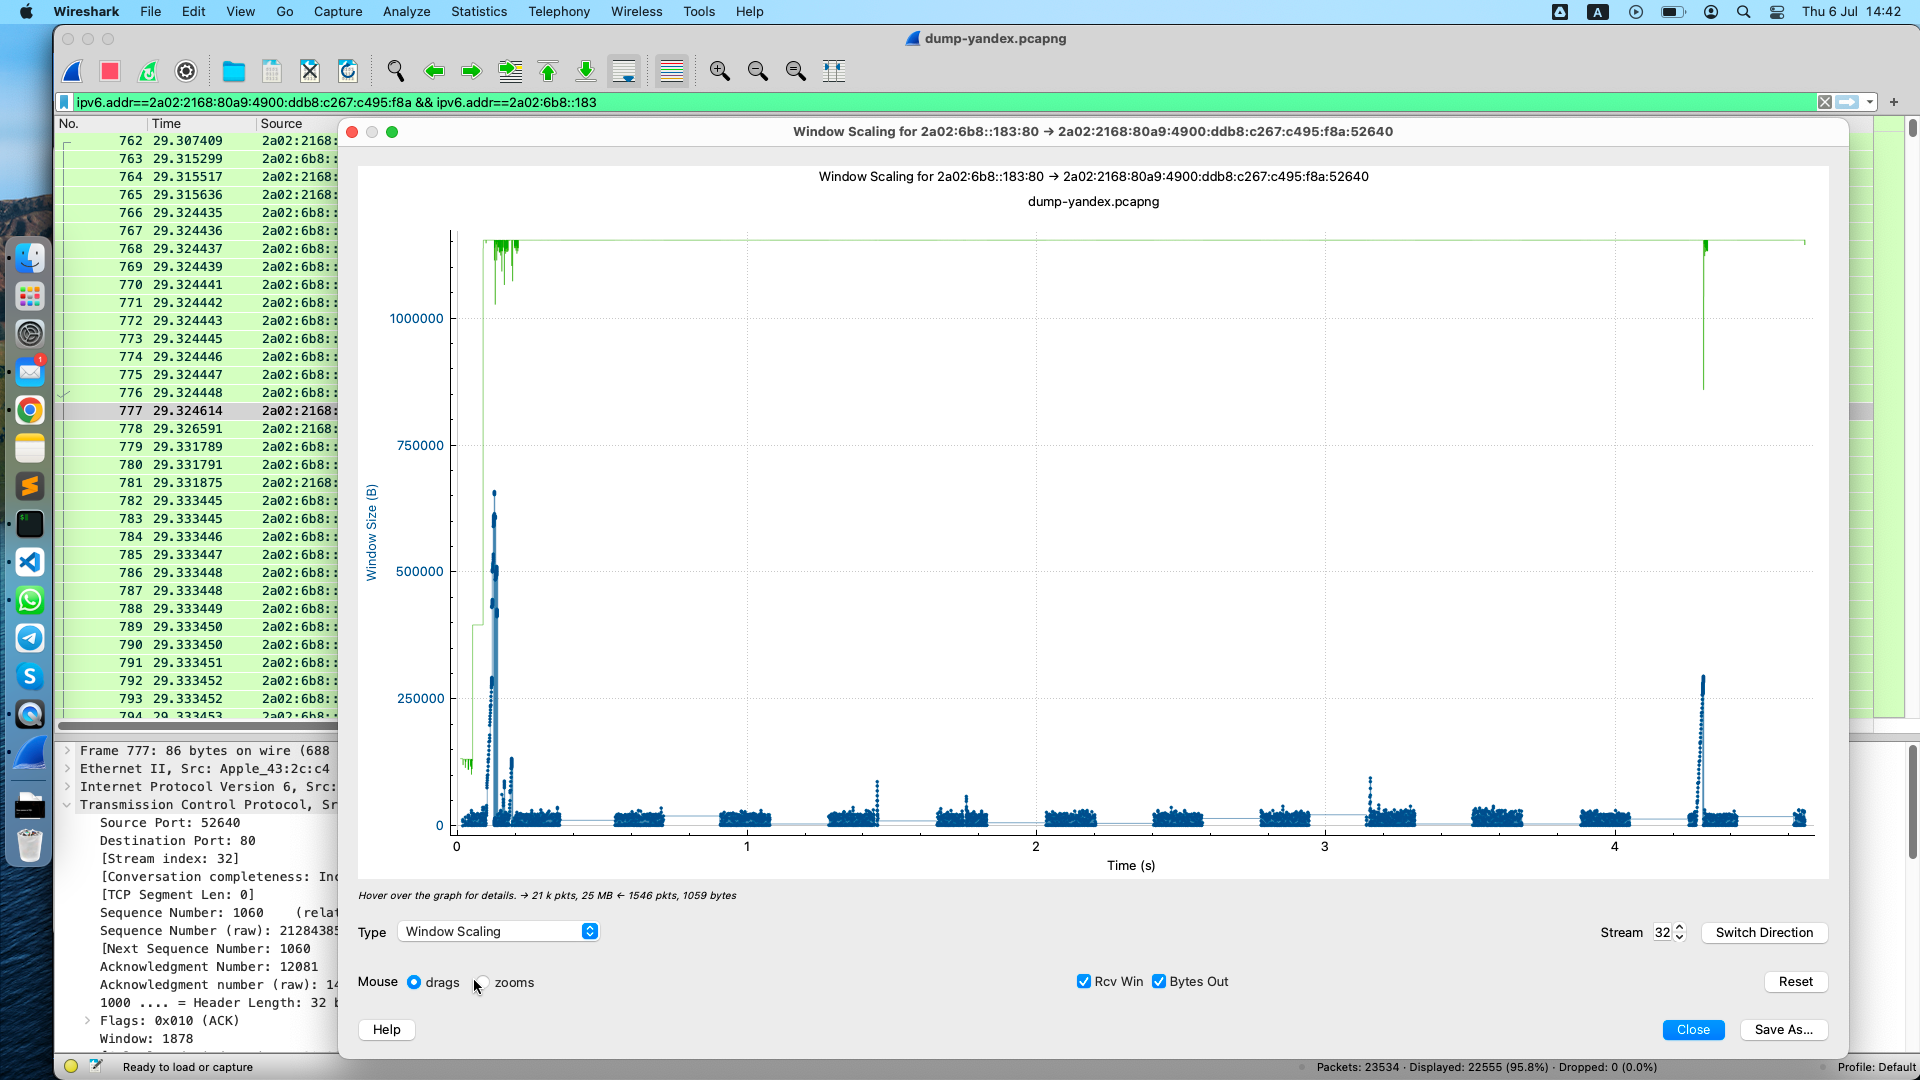 Wireshark File Edit View Go Capture Analyze Statistics Telephony Wireless Tools Help A Thu 6 Jul 14:42
dump-yandex.pcapng
ipv6.addr==2a02:2168:80a9:4900:ddb8:c267:c495:f8a && ipv6.addr==2a02:6b8::183
No. Time Source
762 29.307409 2a02:2168:
763 29.315299 2a02:6b8::
764 29.315517 2a02:2168:
765 29.315636 2a02:2168:
766 29.324435 2a02:6b8::
767 29.324436 2a02:6b8::
768 29.324437 2a02:6b8::
769 29.324439 2a02:6b8::
770 29.324441 2a02:6b8::
771 29.324442 2a02:6b8::
772 29.324443 2a02:6b8::
773 29.324445 2a02:6b8::
774 29.324446 2a02:6b8::
775 29.324447 2a02:6b8::
776 29.324448 2a02:6b8::
777 29.324614 2a02:2168:
778 29.326591 2a02:2168:
779 29.331789 2a02:6b8::
780 29.331791 2a02:6b8::
781 29.331875 2a02:2168:
782 29.333445 2a02:6b8::
783 29.333445 2a02:6b8::
784 29.333446 2a02:6b8::
785 29.333447 2a02:6b8::
786 29.333448 2a02:6b8::
787 29.333448 2a02:6b8::
788 29.333449 2a02:6b8::
789 29.333450 2a02:6b8::
790 29.333450 2a02:6b8::
791 29.333451 2a02:6b8::
792 29.333452 2a02:6b8::
793 29.333452 2a02:6b8::
794 29.333453 2a02:6b8::
Frame 777: 86 bytes on wire (688
Ethernet II, Src: Apple_43:2c:c4
Internet Protocol Version 6, Src:
Transmission Control Protocol, Sr
Source Port: 52640
Destination Port: 80
[Stream index: 32]
[Conversation completeness: Inc
[TCP Segment Len: 0]
Sequence Number: 1060 (relat
Sequence Number (raw): 21284385
[Next Sequence Number: 1060
Acknowledgment Number: 12081
Acknowledgment number (raw): 14
1000 .... = Header Length: 32 b
Flags: 0x010 (ACK)
Window: 1878
Ready to load or capture
Packets: 23534 · Displayed: 22555 (95.8%) · Dropped: 0 (0.0%)
Profile: Default
Window Scaling for 2a02:6b8::183:80 → 2a02:2168:80a9:4900:ddb8:c267:c495:f8a:52640
Window Scaling for 2a02:6b8::183:80 → 2a02:2168:80a9:4900:ddb8:c267:c495:f8a:52640
dump-yandex.pcapng
1000000
750000
500000
250000
0
Window Size (B)
0 1 2 3 4
Time (s)
Hover over the graph for details. → 21 k pkts, 25 MB ← 1546 pkts, 1059 bytes
Type Window Scaling Stream 32 Switch Direction
Mouse drags zooms Rcv Win Bytes Out Reset
Help Close Save As...
1